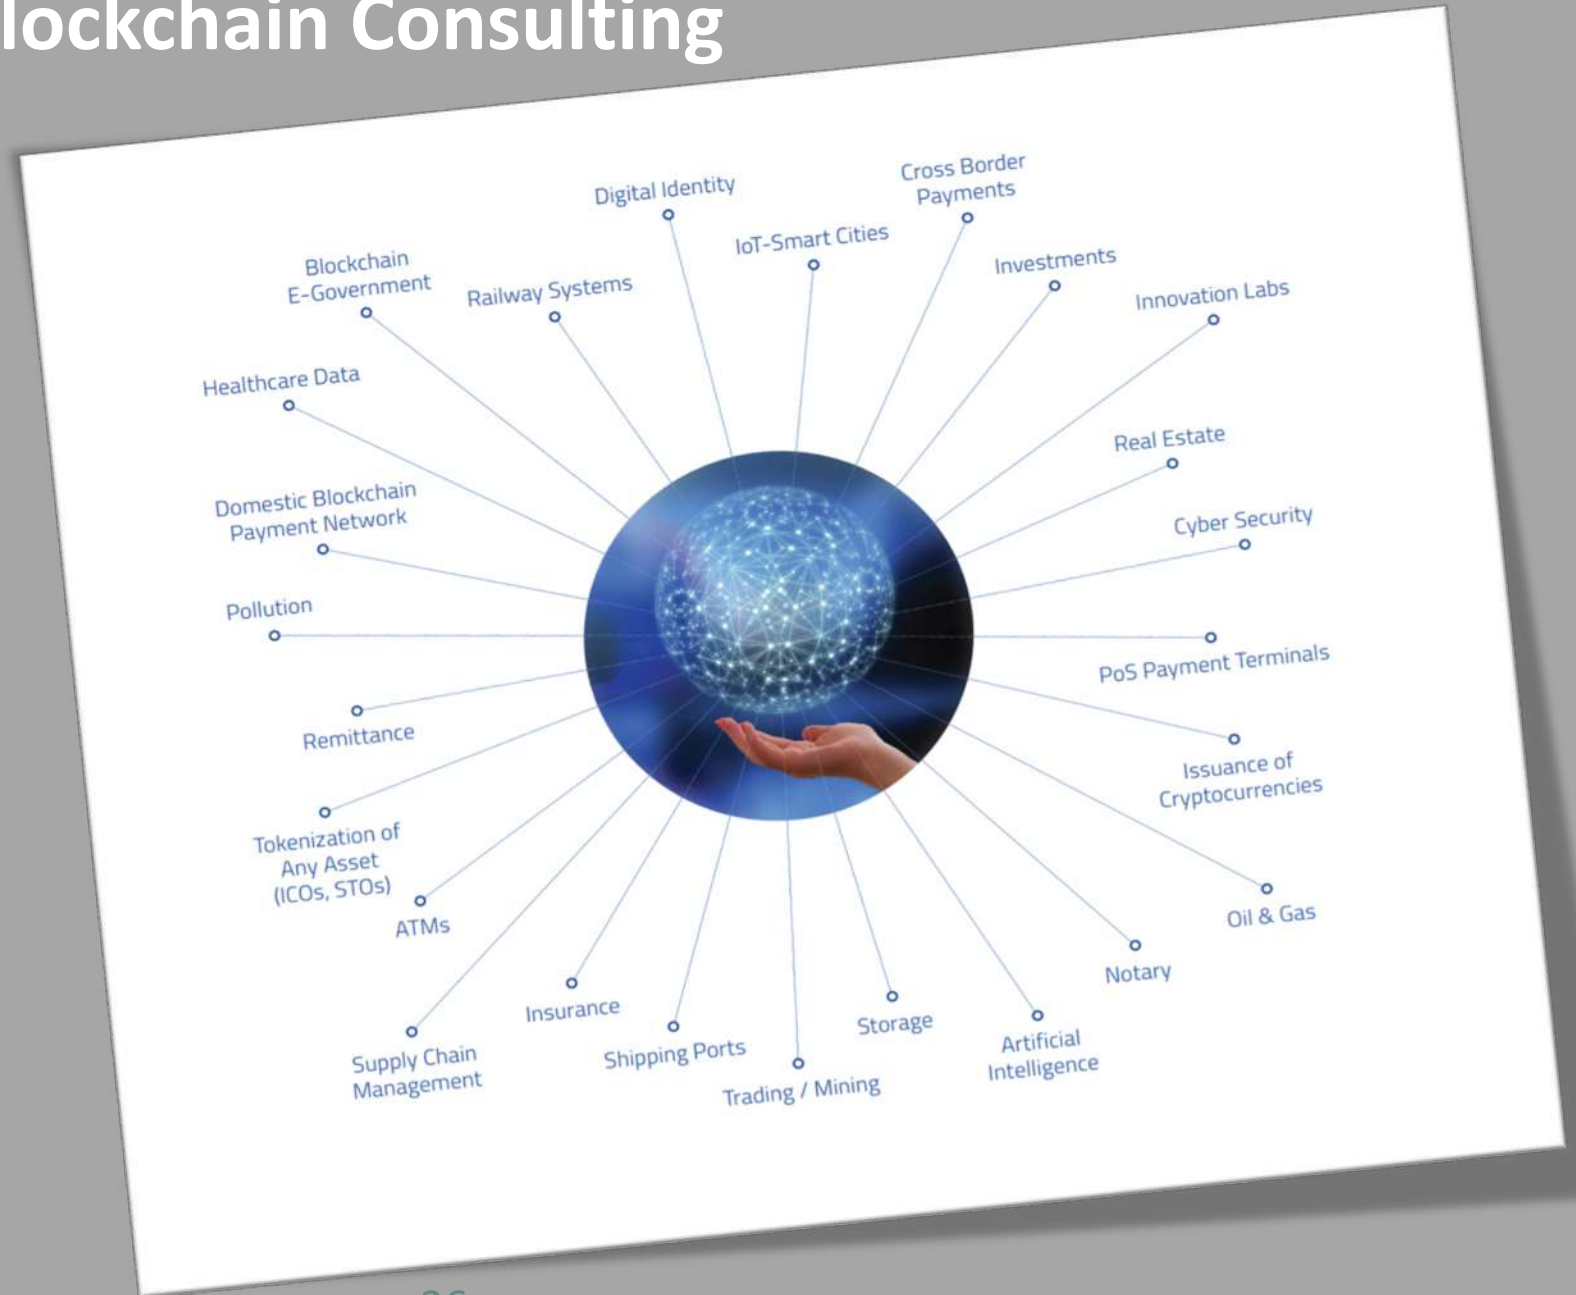 lockchain Consulting
Digital Identity
Cross Border
Payments
IoT-Smart Cities
Blockchain
E-Government
Railway Systems
Investments
Innovation Labs
Healthcare Data
Real Estate
Domestic Blockchain
Payment Network
Cyber Security
Pollution
PoS Payment Terminals
Remittance
Issuance of
Cryptocurrencies
Tokenization of
Any Asset
(ICOs, STOs)
ATMs
Oil & Gas
Notary
Insurance
Storage
Shipping Ports
Artificial
Intelligence
Supply Chain
Management
Trading / Mining